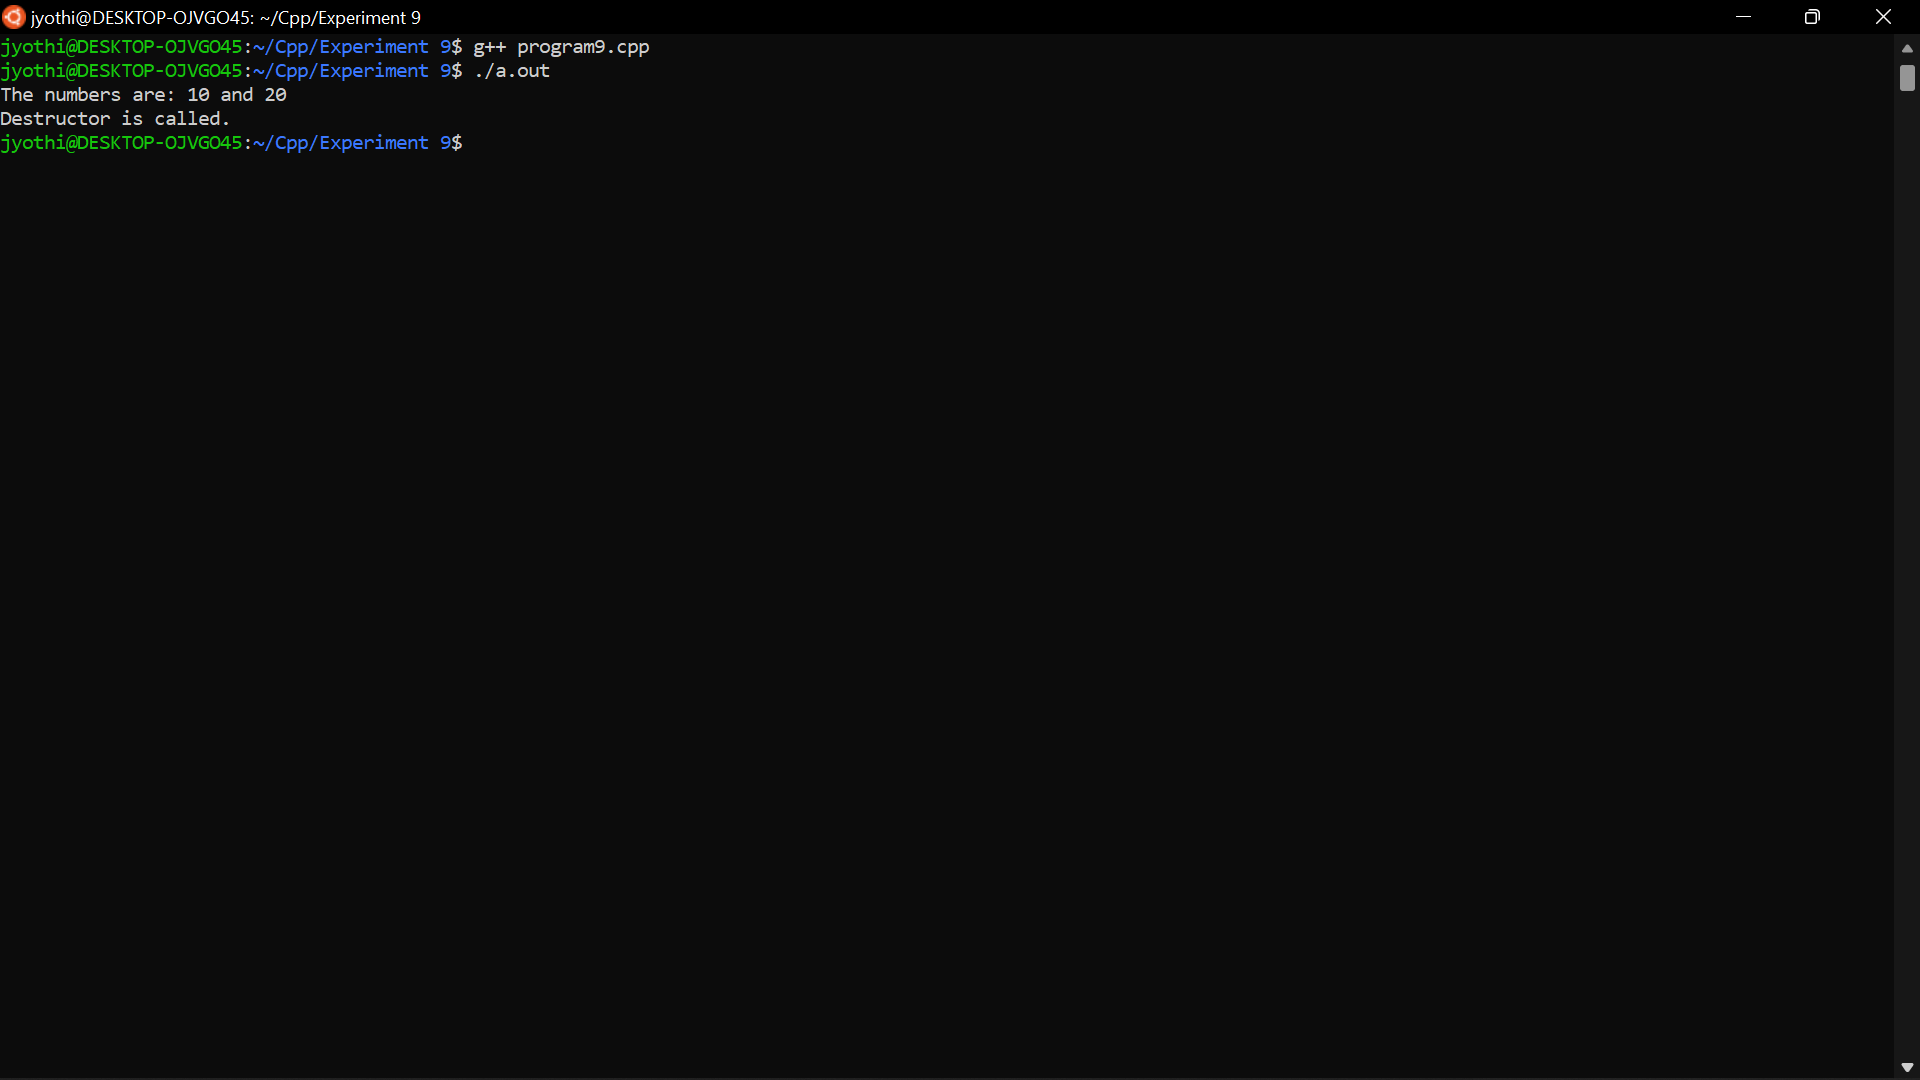 jyothi@DESKTOP-OJVGO45: ~/Cpp/Experiment 9
jyothi@DESKTOP-OJVGO45:~/Cpp/Experiment 9$ g++ program9.cpp
jyothi@DESKTOP-OJVGO45:~/Cpp/Experiment 9$ ./a.out
The numbers are: 10 and 20
Destructor is called.
jyothi@DESKTOP-OJVGO45:~/Cpp/Experiment 9$